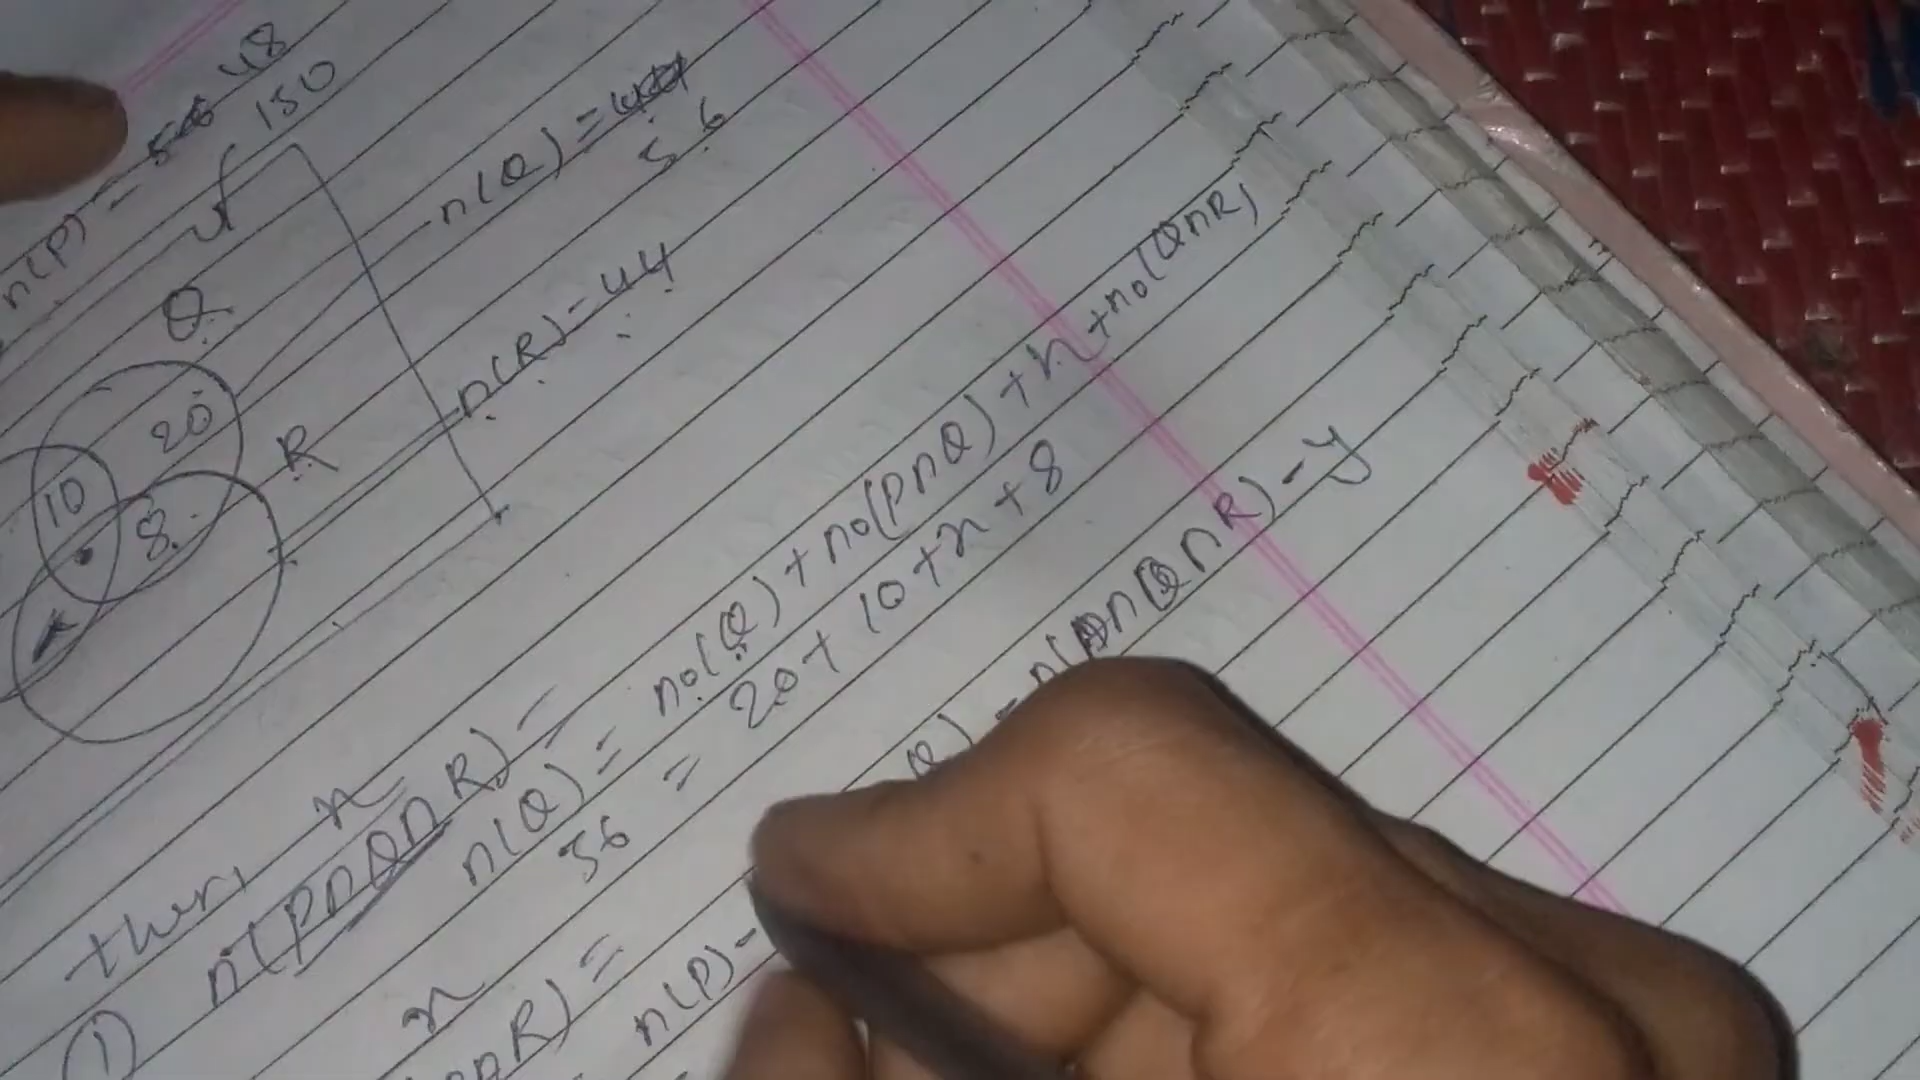 n(P) = 48
150
n(Q) =
56
n(R) = 44
Q
20
R
10
8
then,
x =
(i) n(P∩Q∩R) =
n(Q) = no(Q) + no(P∩Q) + x + no(Q∩R)
56 = 20 + 10 + x + 8
x
R) = n(P) - Q) - n(P∩Q∩R) - y